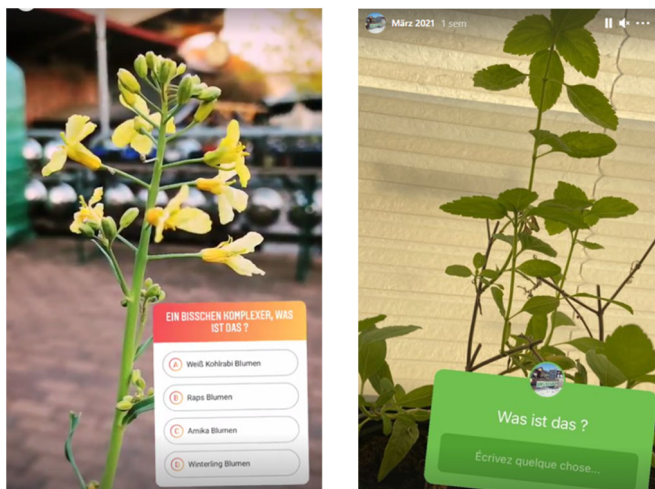 EIN BISSCHEN KOMPLEXER, WAS
IST DAS ?
A Weiß Kohlrabi Blumen
B Raps Blumen
C Arnika Blumen
D Winterling Blumen
März 2021 1 sem
Was ist das ?
Écrivez quelque chose...